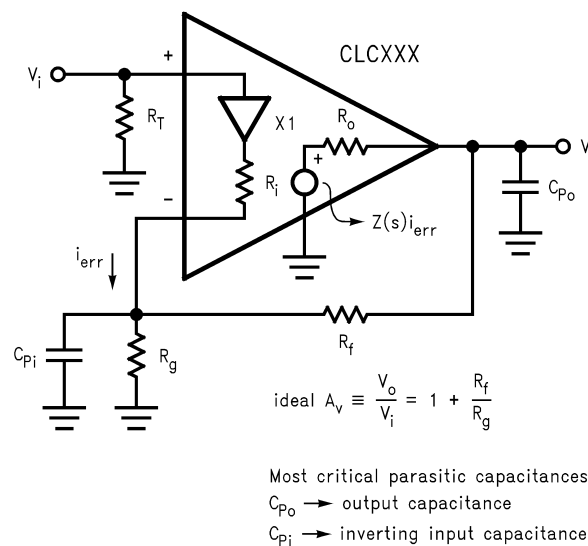 CLCXXX
+
V_i
R_T
X1
R_o
+
V
R_i
C_Po
−
Z(s)i_err
i_err
C_Pi
R_g
R_f
ideal A_v ≡ V_o/V_i = 1 + R_f/R_g
Most critical parasitic capacitances
C_Po → output capacitance
C_Pi → inverting input capacitance